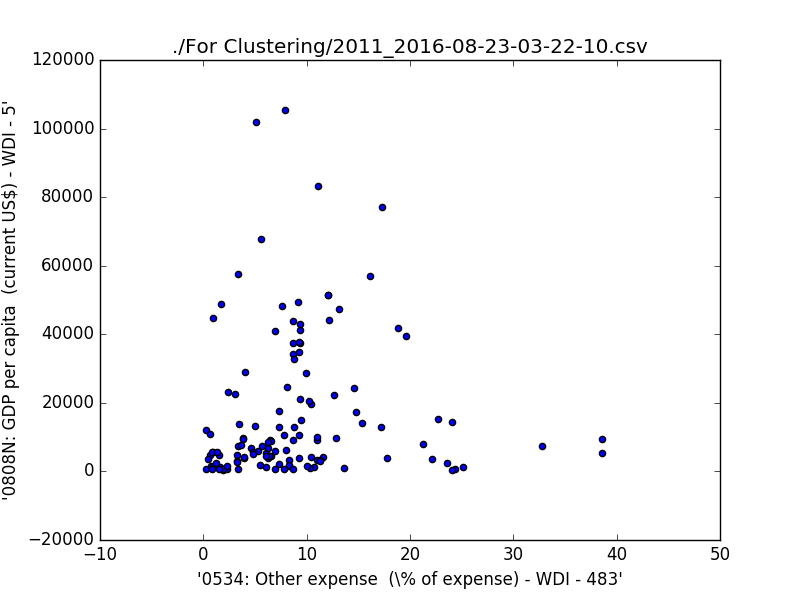 ./For Clustering/2011_2016-08-23-03-22-10.csv
120000
100000
80000
60000
40000
20000
0
−20000
'0808N: GDP per capita  (current US$) - WDI - 5'
−10 0 10 20 30 40 50
'0534: Other expense  (\% of expense) - WDI - 483'